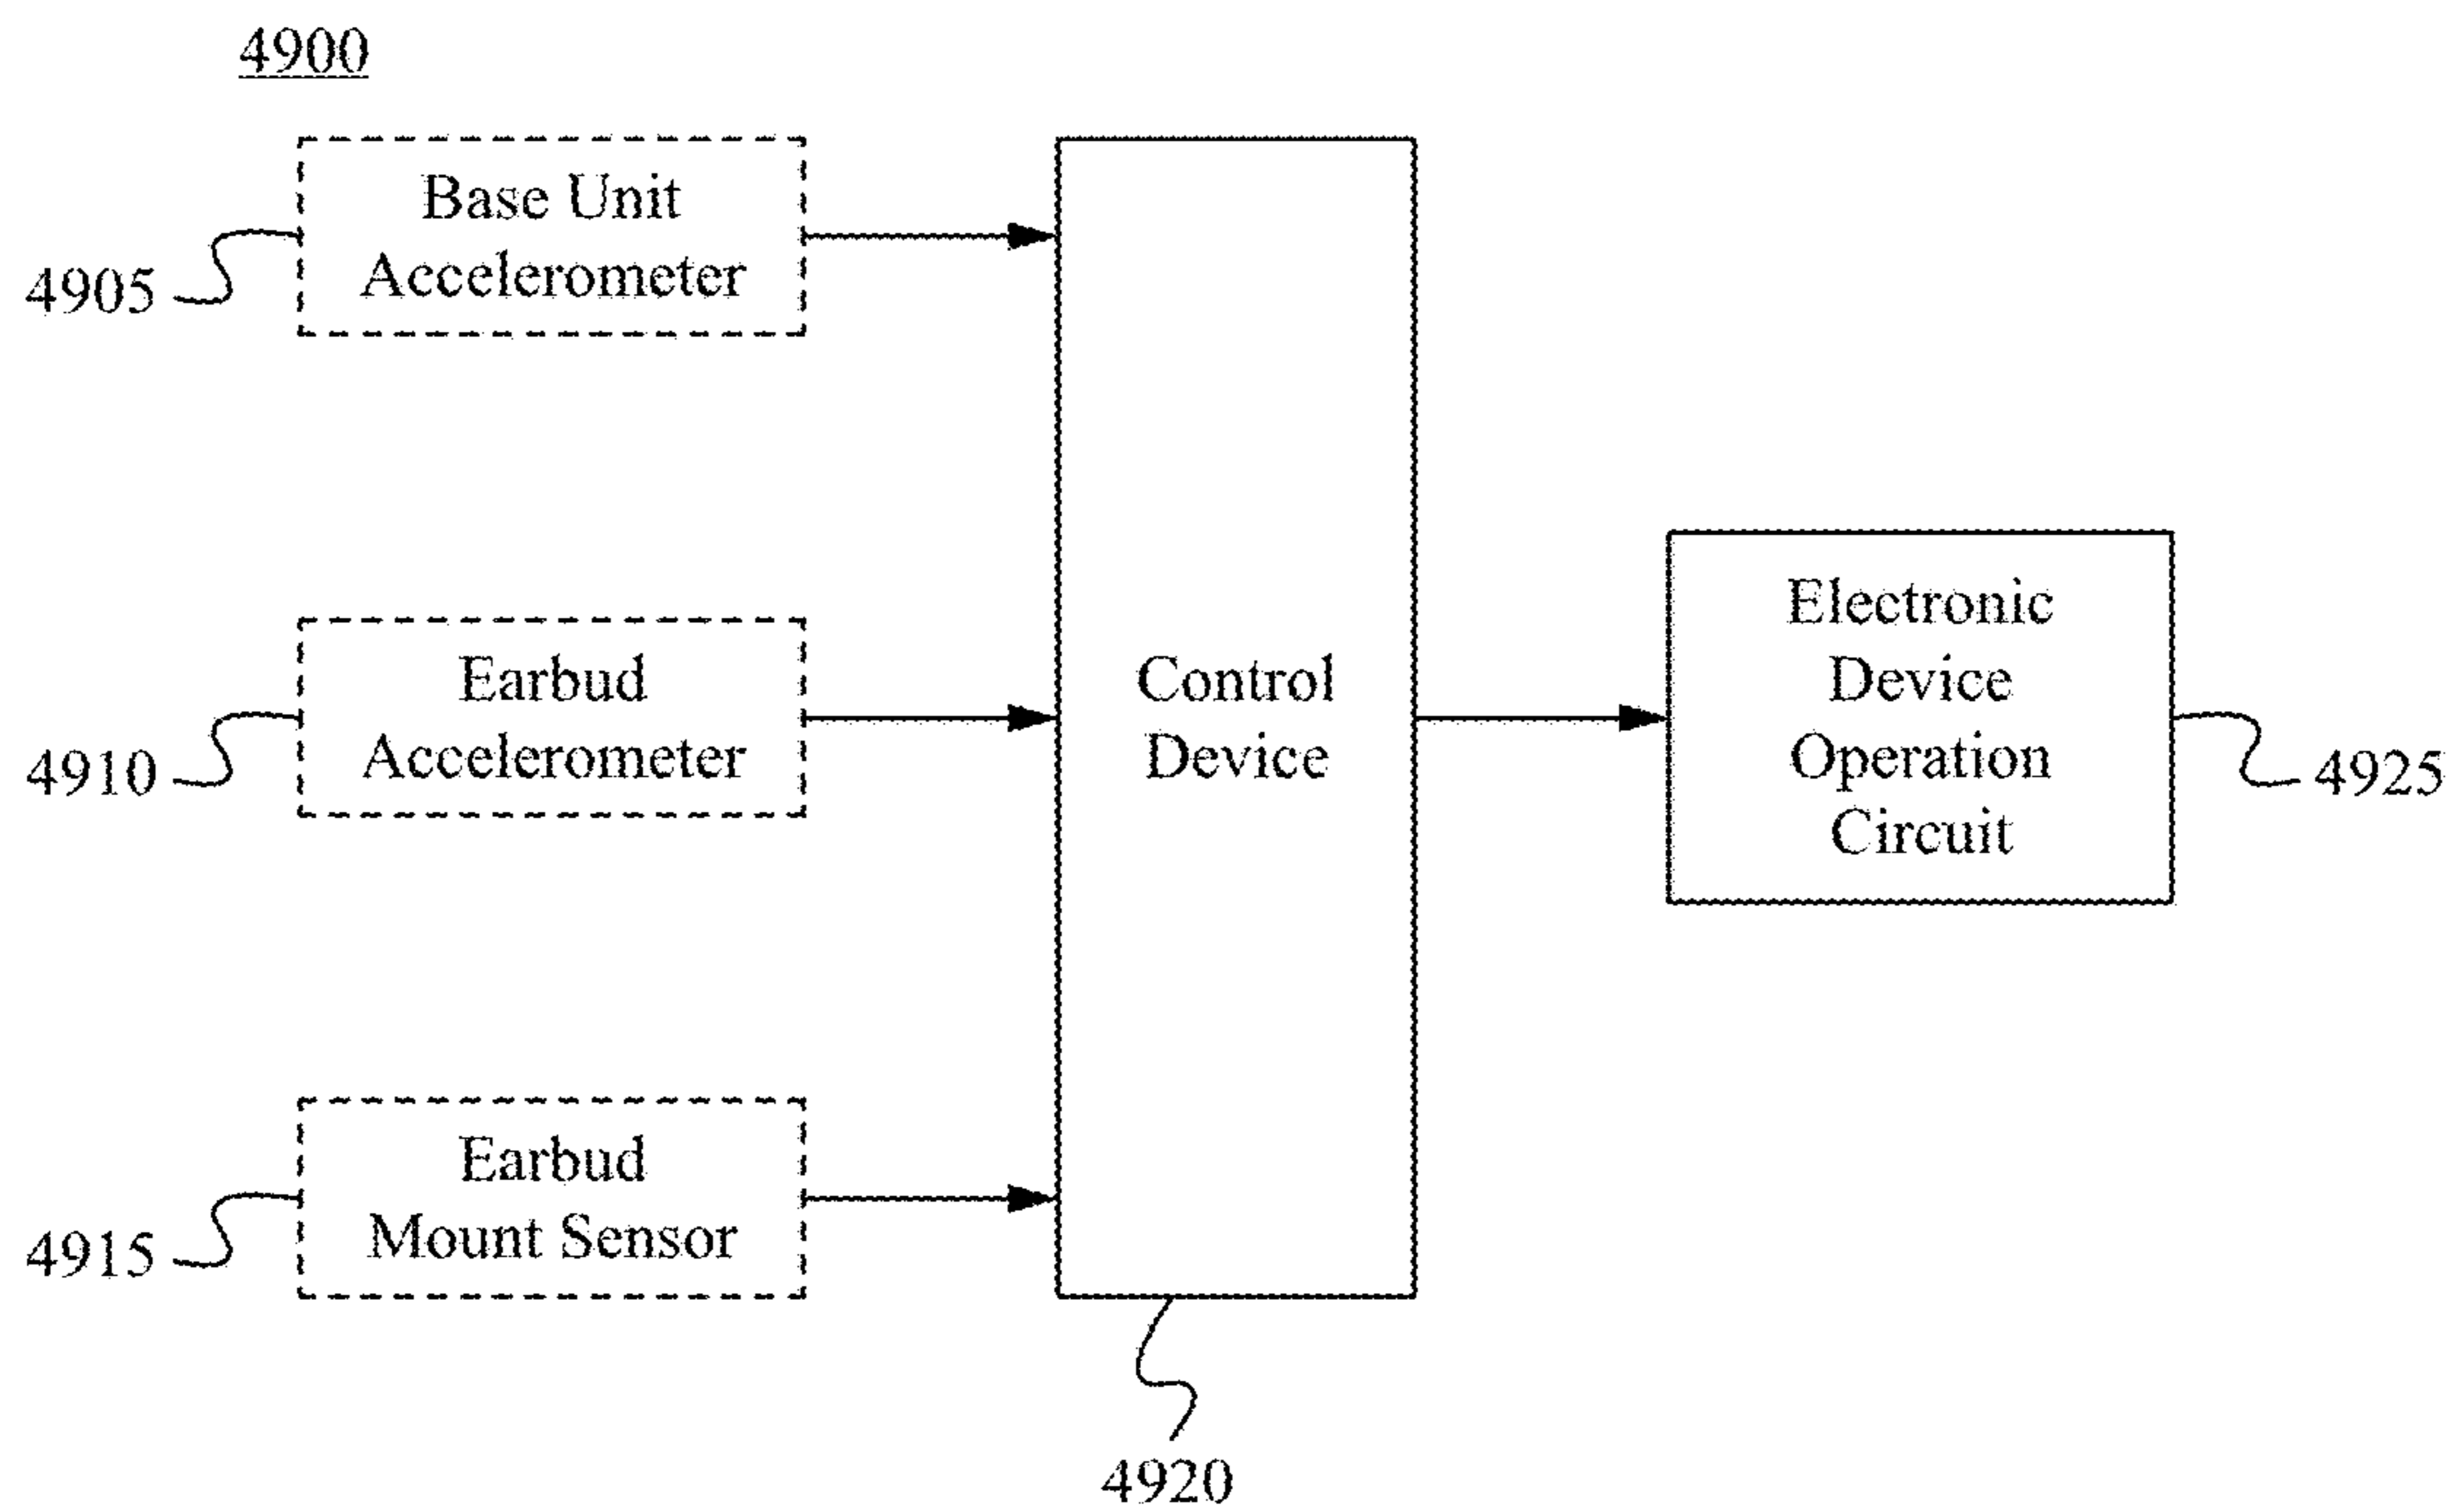 4900
Base Unit
Accelerometer
4905
Earbud
Accelerometer
4910
Earbud
Mount Sensor
4915
Control
Device
4920
Electronic
Device
Operation
Circuit
4925